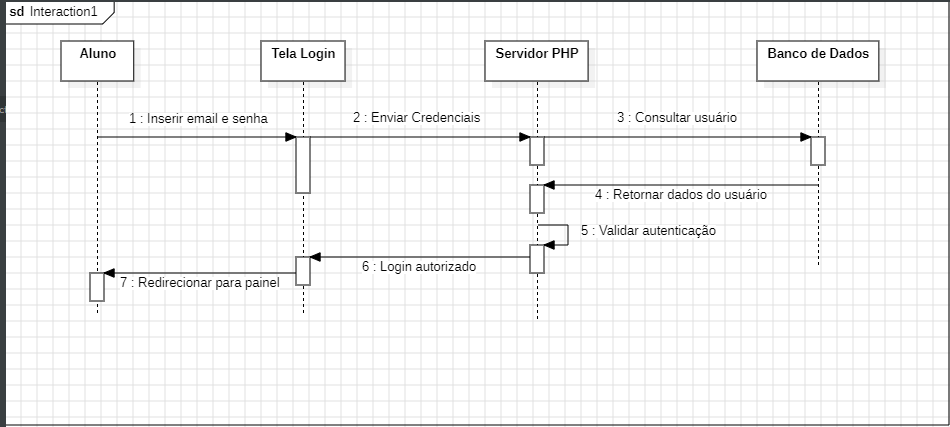 sd Interaction1
Aluno
Tela Login
Servidor PHP
Banco de Dados
1 : Inserir email e senha
2 : Enviar Credenciais
3 : Consultar usuário
4 : Retornar dados do usuário
5 : Validar autenticação
6 : Login autorizado
7 : Redirecionar para painel